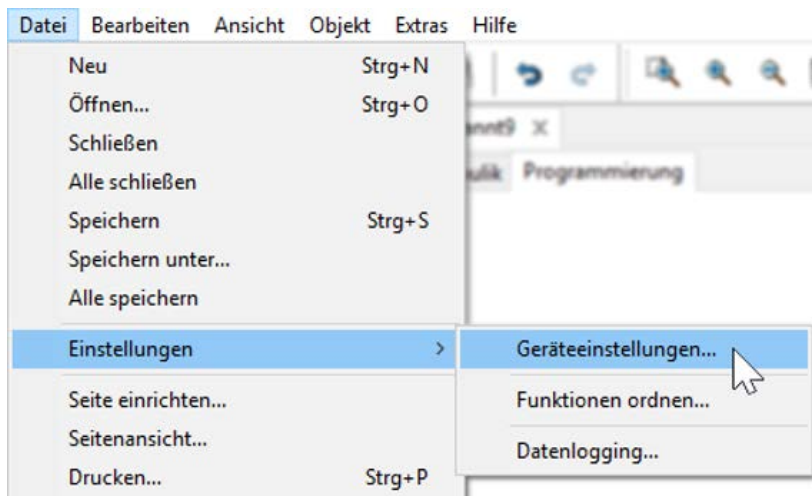 Datei Bearbeiten Ansicht Objekt Extras Hilfe
Neu Strg+N
Öffnen... Strg+O
Schließen
Alle schließen
Speichern Strg+S
Speichern unter...
Alle speichern
Einstellungen >
Seite einrichten...
Seitenansicht...
Drucken... Strg+P
Geräteeinstellungen...
Funktionen ordnen...
Datenlogging...
Programmierung